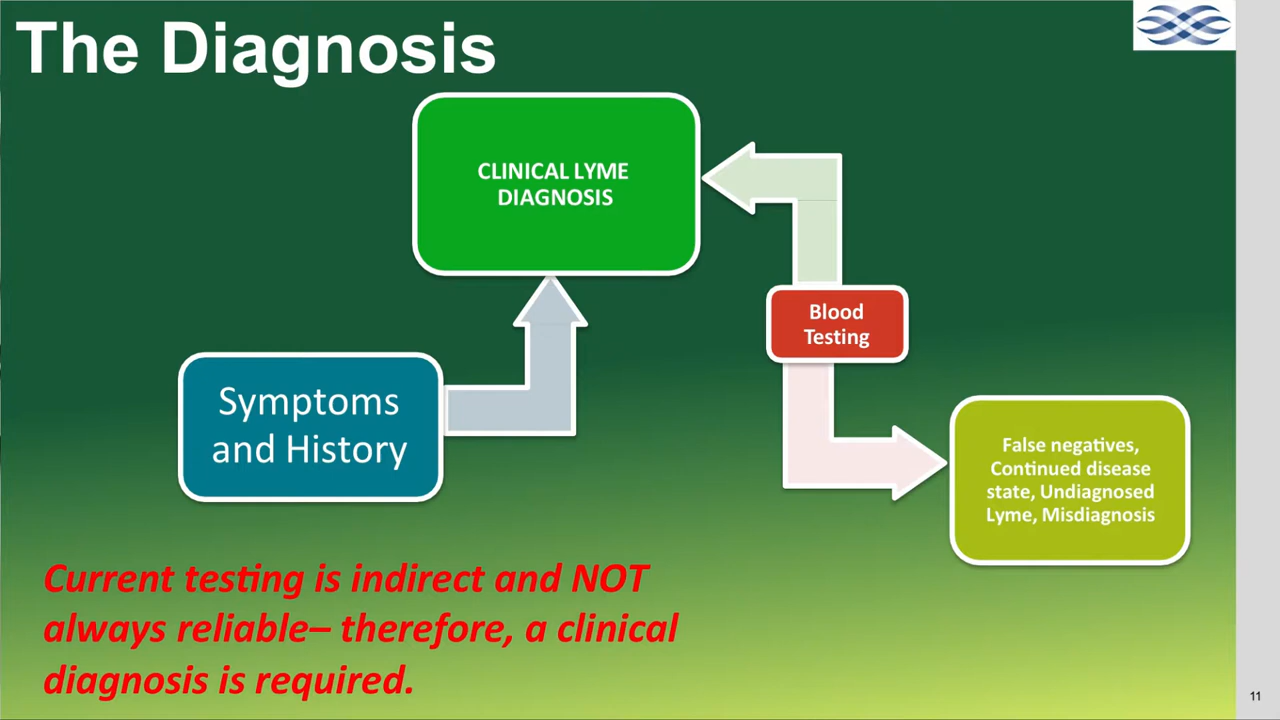 The Diagnosis
CLINICAL LYME
DIAGNOSIS
Blood
Testing
Symptoms
and History
False negatives,
Continued disease
state, Undiagnosed
Lyme, Misdiagnosis
Current testing is indirect and NOT
always reliable– therefore, a clinical
diagnosis is required.
11